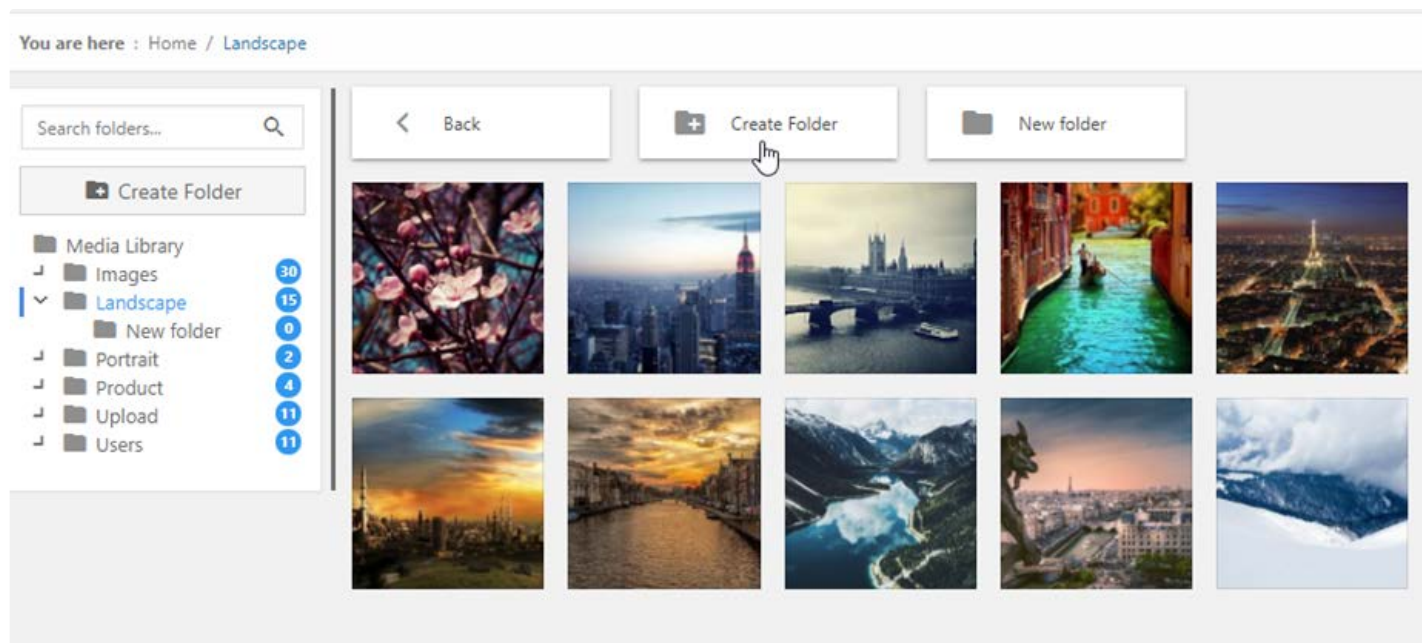 You are here : Home / Landscape
Search folders...
Create Folder
Media Library
Images 30
Landscape 15
New folder 0
Portrait 2
Product 4
Upload 11
Users 11
Back
Create Folder
New folder